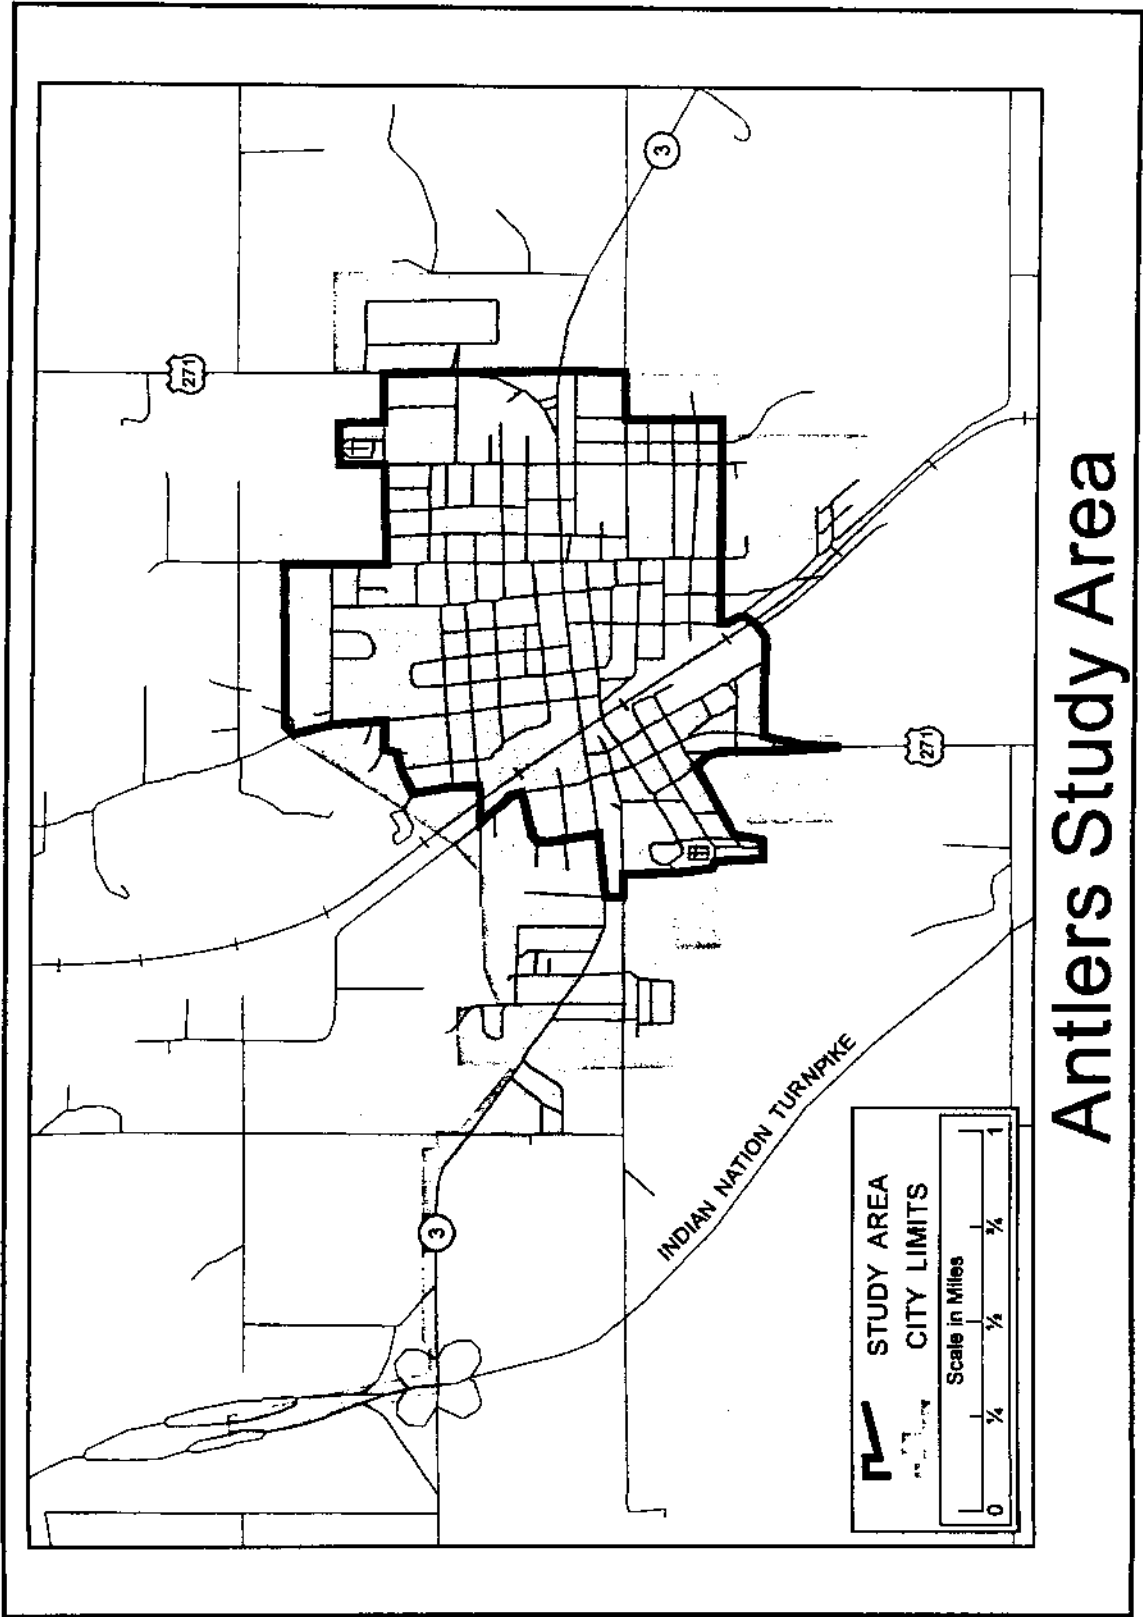 271
3
3
271
INDIAN NATION TURNPIKE
STUDY AREA
CITY LIMITS
Scale in Miles
0 ¼ ½ ¾ 1
Antlers Study Area